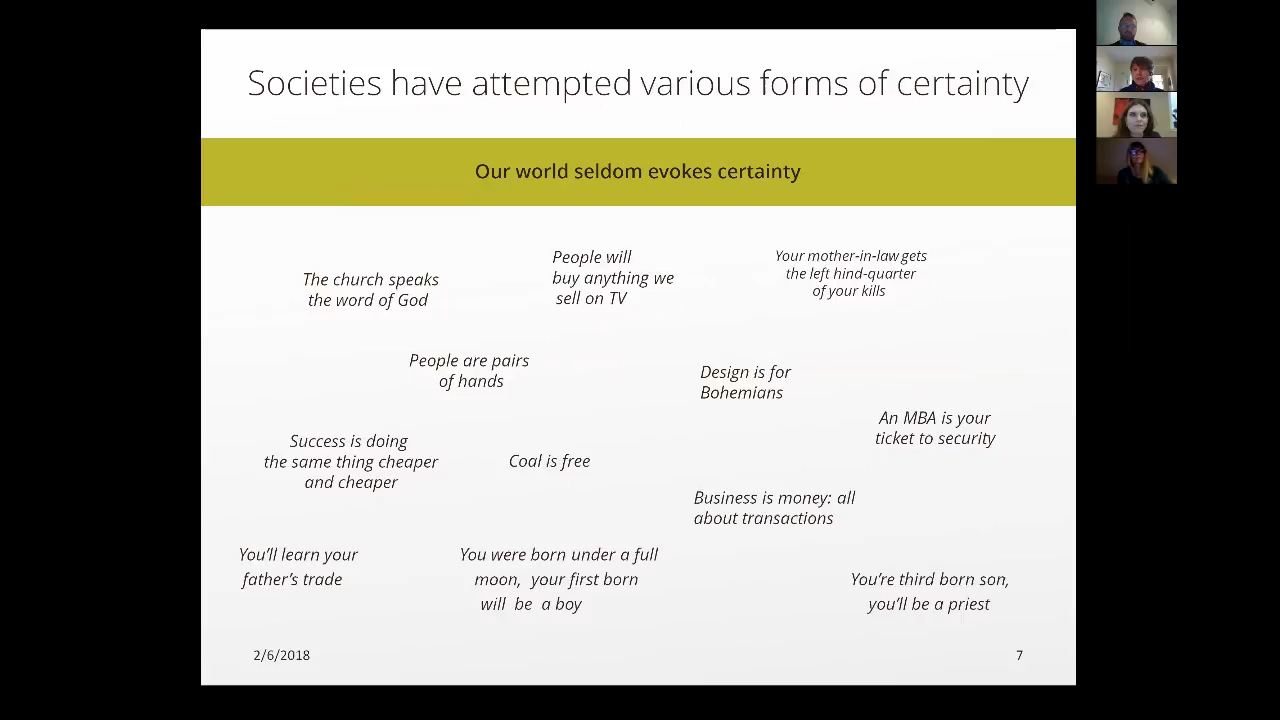 Societies have attempted various forms of certainty
Our world seldom evokes certainty
The church speaks
the word of God
People will
buy anything we
sell on TV
Your mother-in-law gets
the left hind-quarter
of your kills
People are pairs
of hands
Design is for
Bohemians
An MBA is your
ticket to security
Success is doing
the same thing cheaper
and cheaper
Coal is free
Business is money: all
about transactions
You'll learn your
father's trade
You were born under a full
moon, your first born
will be a boy
You're third born son,
you'll be a priest
2/6/2018
7